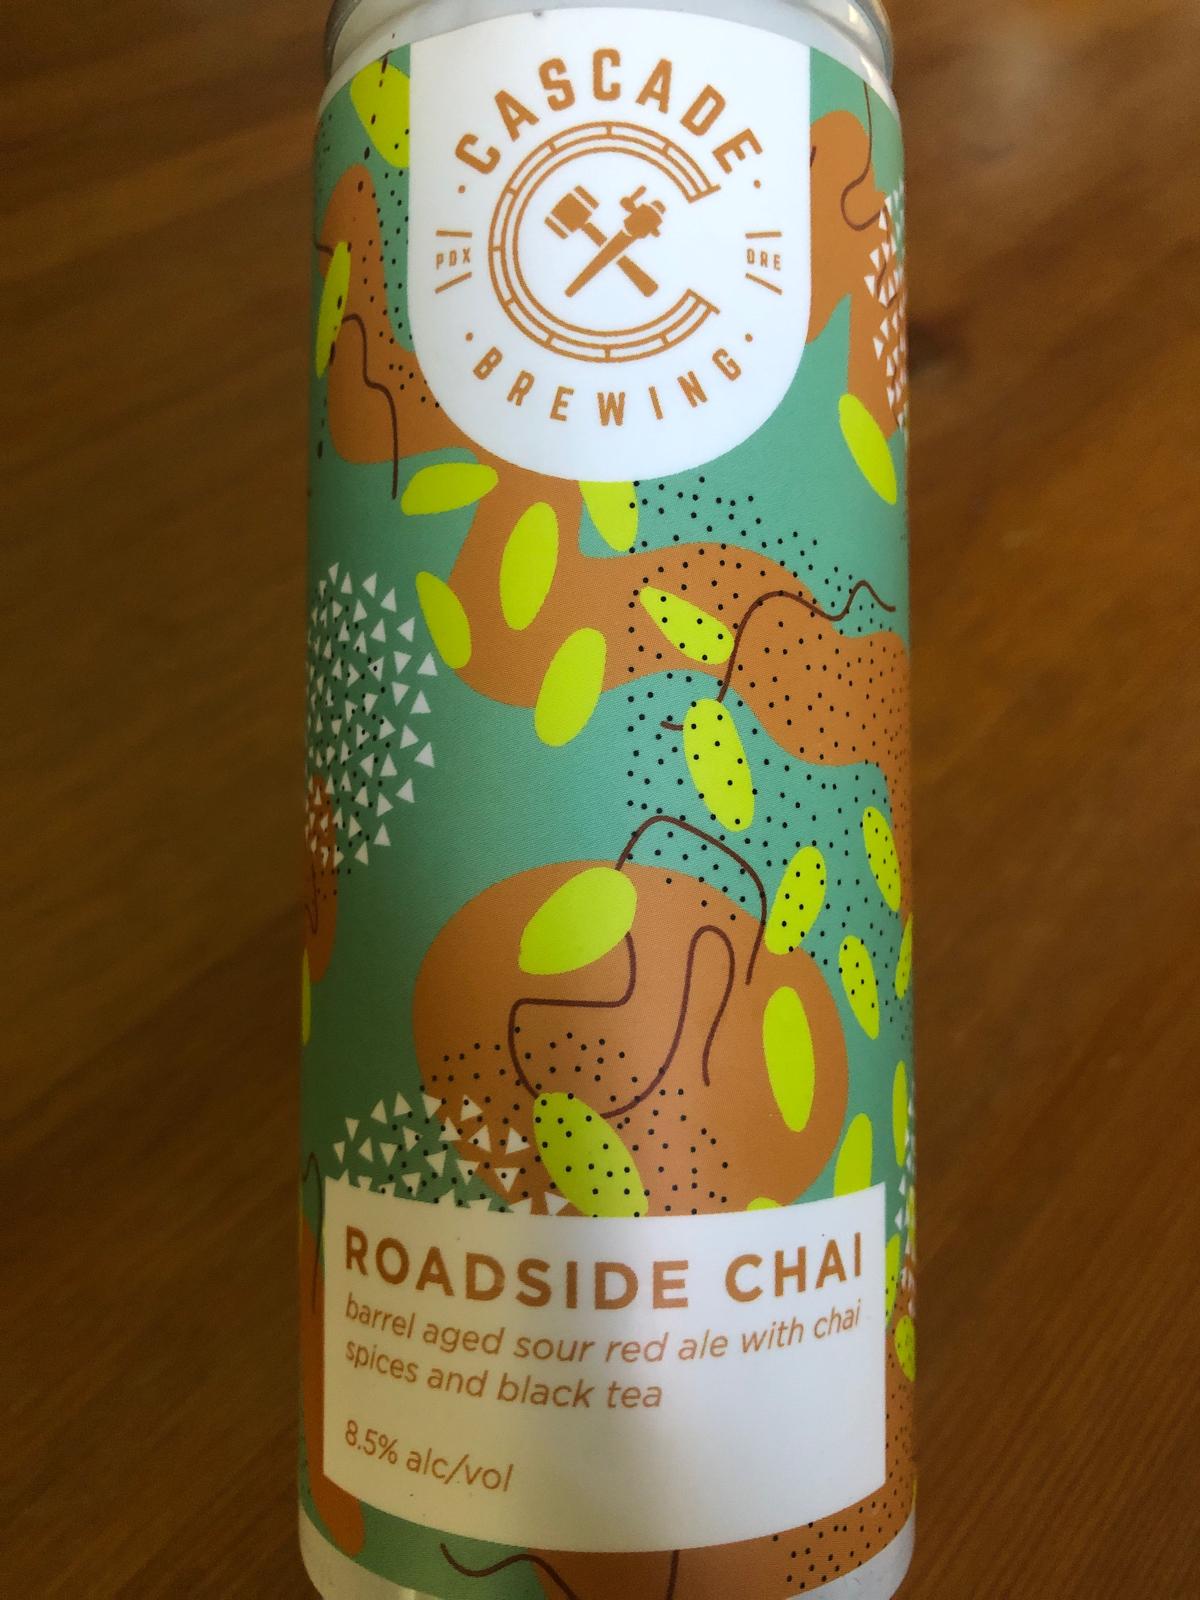 CASCADE
PDX
ORE
BREWING
ROADSIDE CHAI
barrel aged sour red ale with chai
spices and black tea
8.5% alc/vol